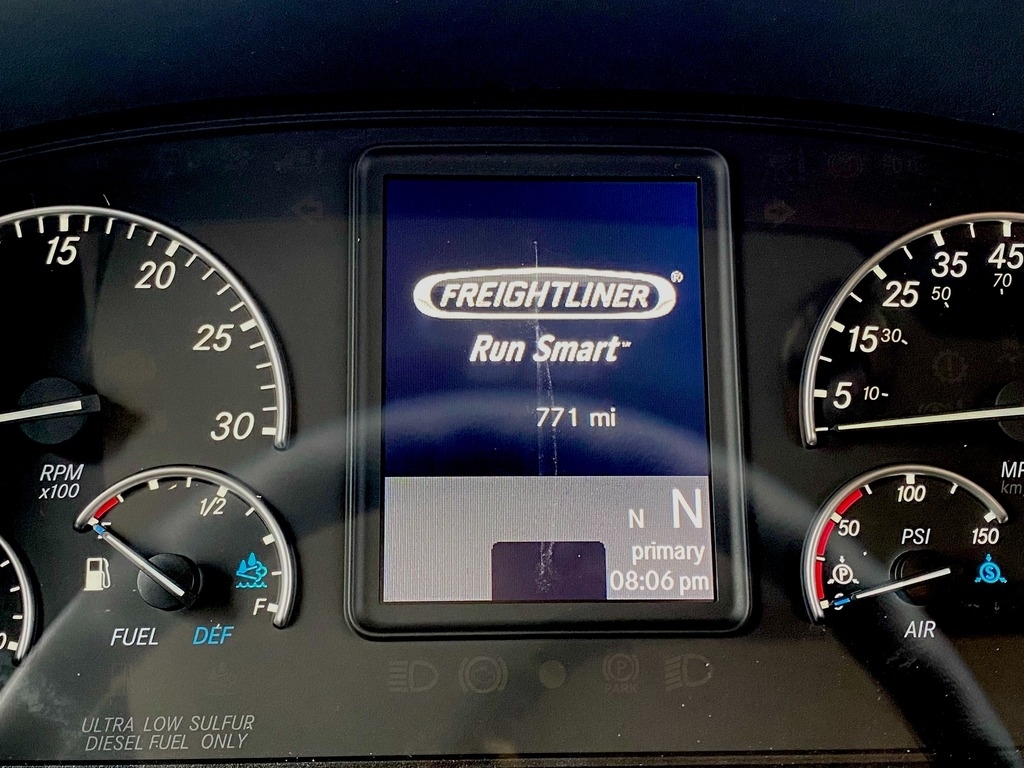 15
20
25
30
RPM
x100
1/2
F
FUEL
DEF
ULTRA LOW SULFUR
DIESEL FUEL ONLY
FREIGHTLINER®
Run Smart℠
771 mi
N N
primary
08:06 pm
P
PARK
45
35
25
15
5
70
50
30
10
100
50
150
PSI
P
S
AIR